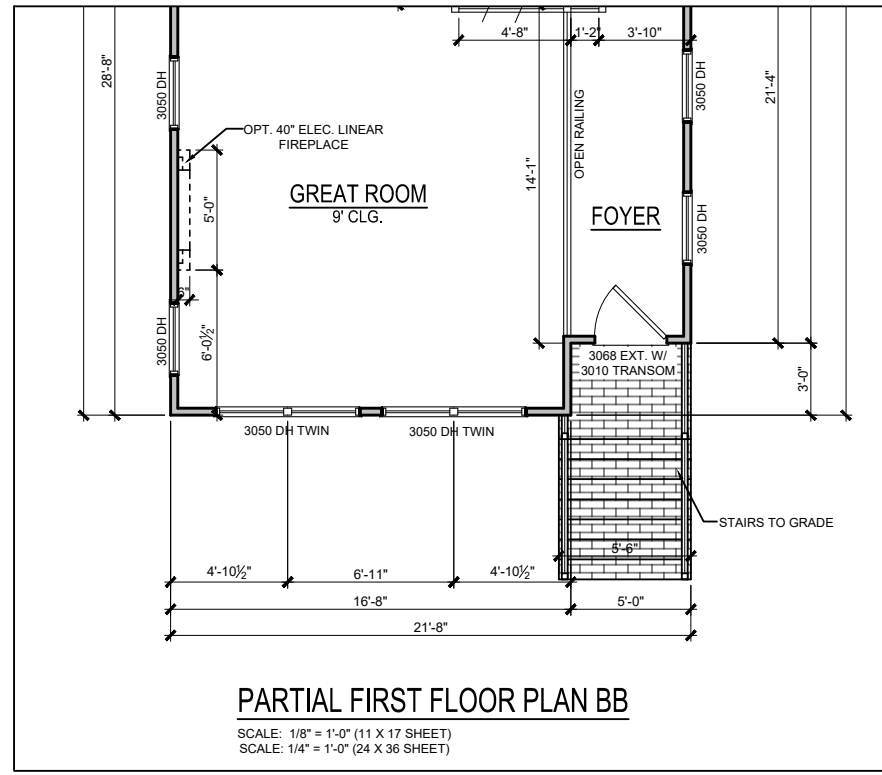 4'-8"
1'-2"
3'-10"
28'-8"
3050 DH
3050 DH
21'-4"
OPT. 40" ELEC. LINEAR
FIREPLACE
OPEN RAILING
14'-1"
GREAT ROOM
9' CLG.
5'-0"
FOYER
3050 DH
3050 DH
6'-0½"
3068 EXT. W/
3010 TRANSOM
3'-0"
3050 DH TWIN
3050 DH TWIN
STAIRS TO GRADE
5'-6"
4'-10½"
6'-11"
4'-10½"
16'-8"
5'-0"
21'-8"
PARTIAL FIRST FLOOR PLAN BB
SCALE: 1/8" = 1'-0" (11 X 17 SHEET)
SCALE: 1/4" = 1'-0" (24 X 36 SHEET)